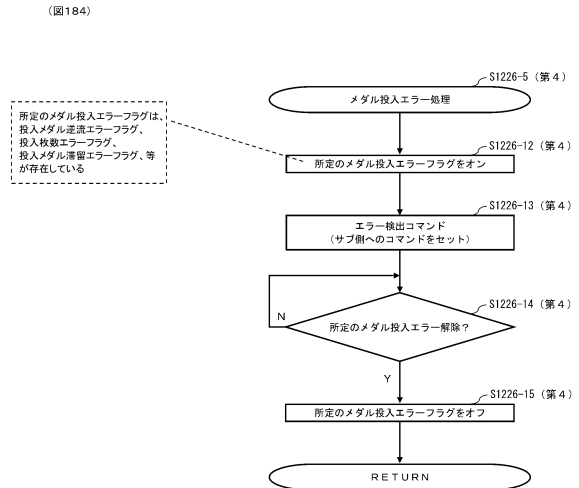 (図184)
S1226-5(第4)
メダル投入エラー処理
所定のメダル投入エラーフラグは、
投入メダル逆流エラーフラグ、
投入枚数エラーフラグ、
投入メダル滞留エラーフラグ、等
が存在している
S1226-12(第4)
所定のメダル投入エラーフラグをオン
S1226-13(第4)
エラー検出コマンド
(サブ側へのコマンドをセット)
S1226-14(第4)
所定のメダル投入エラー解除?
N
Y
S1226-15(第4)
所定のメダル投入エラーフラグをオフ
RETURN